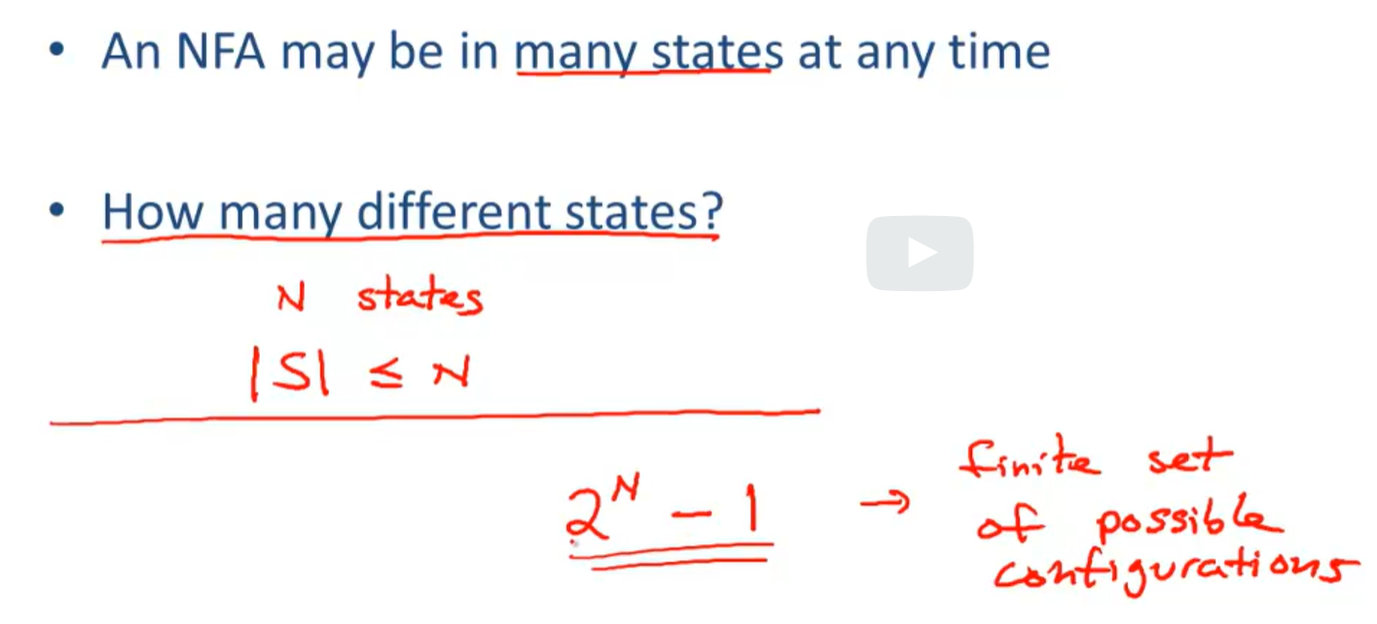 • An NFA may be in many states at any time
• How many different states?
N states
|S| ≤ N
2^N - 1 → finite set
of possible
configurations